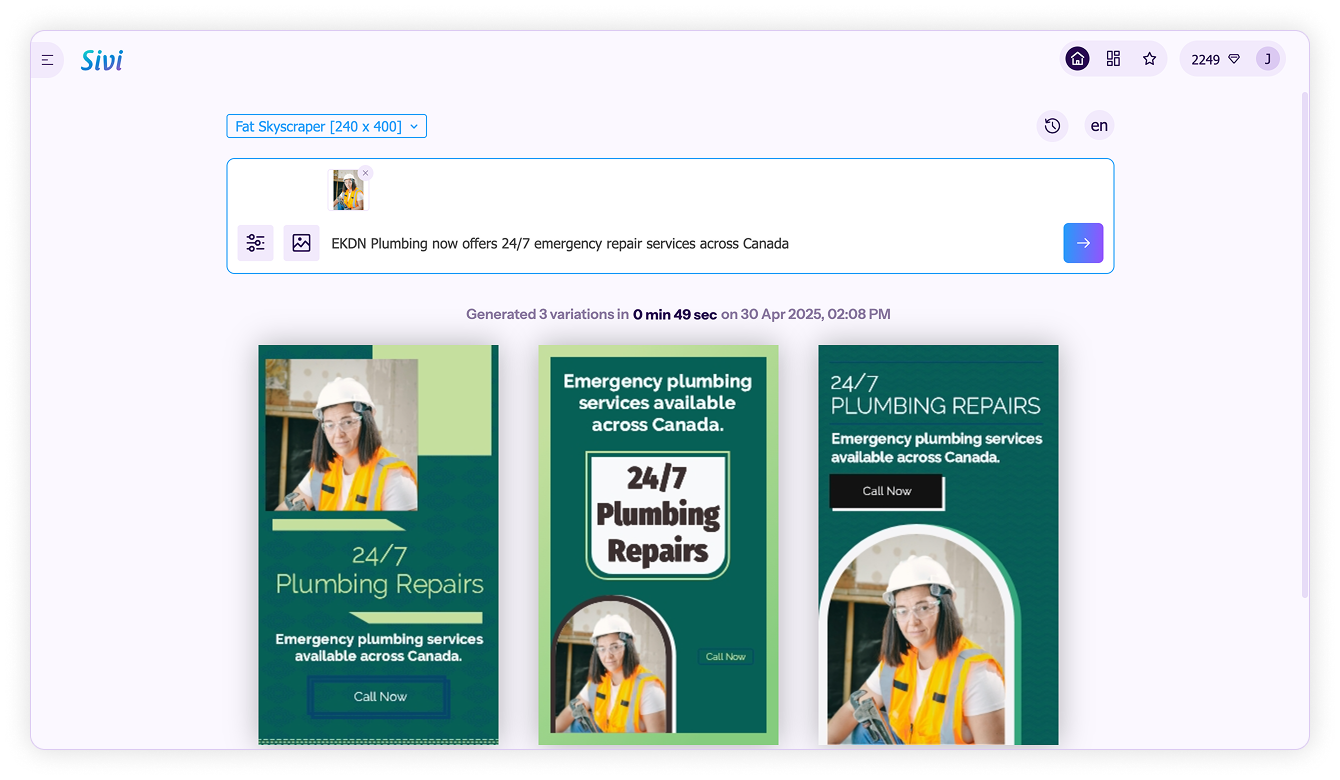 Sivi
2249
J
Fat Skyscraper [240 x 400]
en
EKDN Plumbing now offers 24/7 emergency repair services across Canada
Generated 3 variations in 0 min 49 sec on 30 Apr 2025, 02:08 PM
24/7
Plumbing Repairs
Emergency plumbing services
available across Canada.
Call Now
Emergency plumbing
services available
across Canada.
24/7
Plumbing
Repairs
Call Now
24/7
PLUMBING REPAIRS
Emergency plumbing services
available across Canada.
Call Now